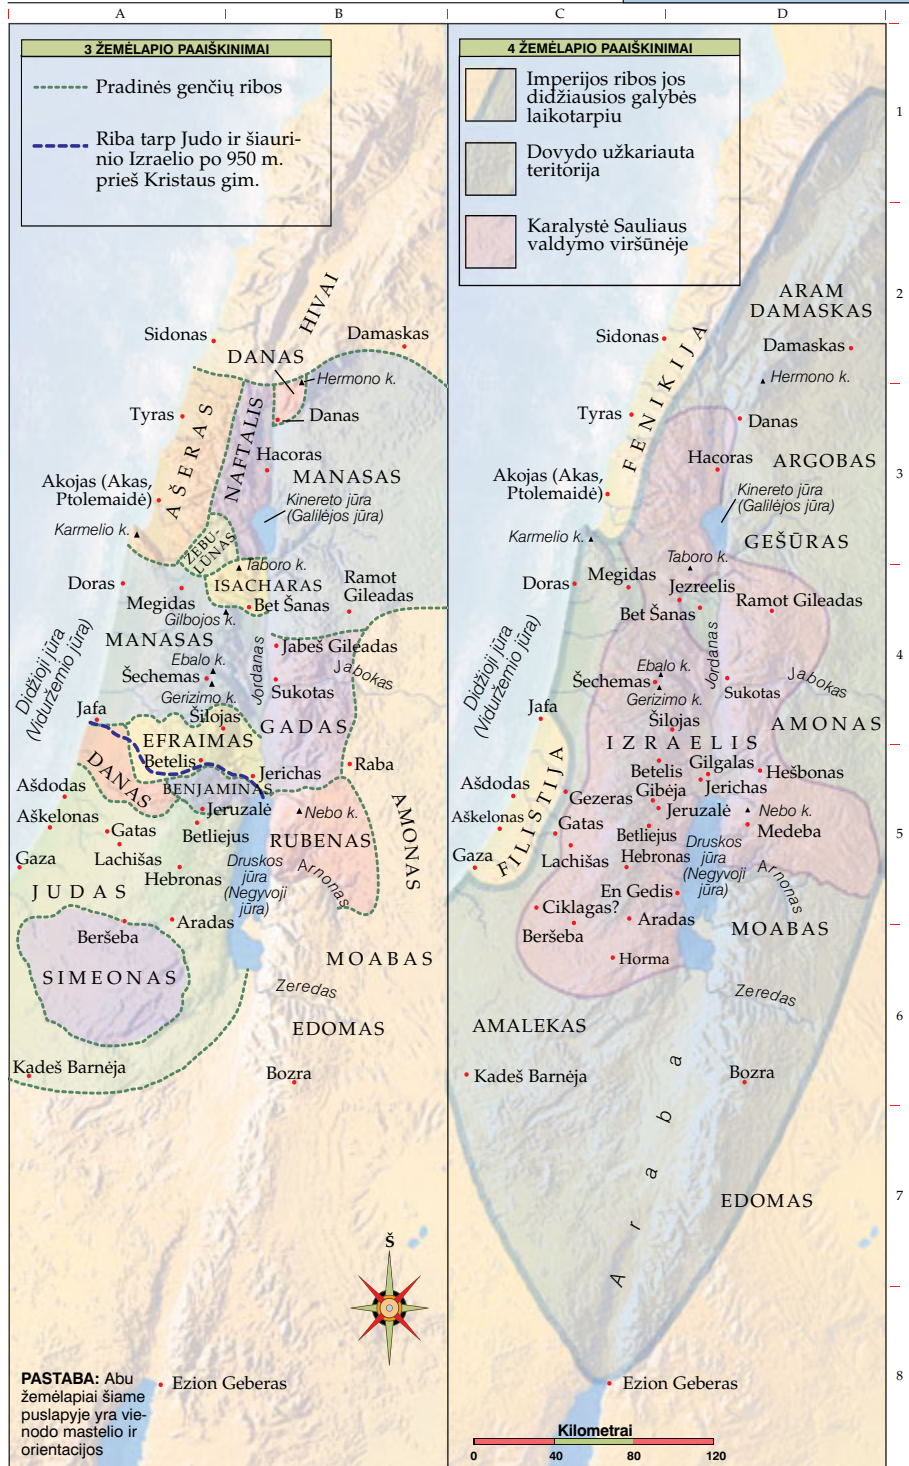 A
B
C
D
3 ŽEMĖLAPIO PAAIŠKINIMAI
Pradinės genčių ribos
Riba tarp Judo ir šiauri-
nio Izraelio po 950 m.
prieš Kristaus gim.
HIVAI
Sidonas
Damaskas
DANAS
Hermono k.
Tyras
Danas
AŠERAS
NAFTALIS
Hacoras
MANASAS
Akojas (Akas,
Ptolemaidė)
Kinereto jūra
(Galilėjos jūra)
Karmelio k.
ZEBU-
LŪNAS
Taboro k.
Doras
ISACHARAS
Ramot
Gileadas
Megidas
Bet Šanas
Gilbojos k.
MANASAS
Jabeš Gileadas
Didžioji jūra
(Viduržemio jūra)
Ebalo k.
Jordanas
Jabokas
Šechemas
Sukotas
Gerizimo k.
Jafa
Šilojas
GADAS
EFRAIMAS
Betelis
Jerichas
Raba
DANAS
BENJAMINAS
Ašdodas
Jeruzalė
Nebo k.
AMONAS
Aškelonas
Gatas
Betliejus
RUBENAS
Lachišas
Gaza
Hebronas
Druskos
jūra
(Negyvoji
jūra)
Arnonas
JUDAS
Beršeba
Aradas
MOABAS
SIMEONAS
Zeredas
EDOMAS
Kadeš Barnėja
Bozra
Š
PASTABA: Abu
žemėlapiai šiame
puslapyje yra vie-
nodo mastelio ir
orientacijos
Ezion Geberas
4 ŽEMĖLAPIO PAAIŠKINIMAI
Imperijos ribos jos
didžiausios galybės
laikotarpiu
Dovydo užkariauta
teritorija
Karalystė Sauliaus
valdymo viršūnėje
ARAM
DAMASKAS
Sidonas
Damaskas
FENIKIJA
Hermono k.
Tyras
Danas
Hacoras
ARGOBAS
Akojas (Akas,
Ptolemaidė)
Kinereto jūra
(Galilėjos jūra)
Karmelio k.
GEŠŪRAS
Taboro k.
Doras
Megidas
Jezreelis
Bet Šanas
Ramot Gileadas
Didžioji jūra
(Viduržemio jūra)
Jordanas
Ebalo k.
Jabokas
Šechemas
Sukotas
Gerizimo k.
Jafa
Šilojas
AMONAS
IZRAELIS
Betelis
Gilgalas
Hešbonas
Ašdodas
Gibėja
Jerichas
Gezeras
Jeruzalė
Nebo k.
Aškelonas
Gatas
Betliejus
Medeba
FILISTIJA
Gaza
Lachišas
Hebronas
Druskos
jūra
(Negyvoji
jūra)
Arnonas
En Gedis
Ciklagas?
Aradas
Beršeba
MOABAS
Horma
Zeredas
AMALEKAS
Kadeš Barnėja
Bozra
Araba
EDOMAS
Ezion Geberas
Kilometrai
0
40
80
120
1
2
3
4
5
6
7
8